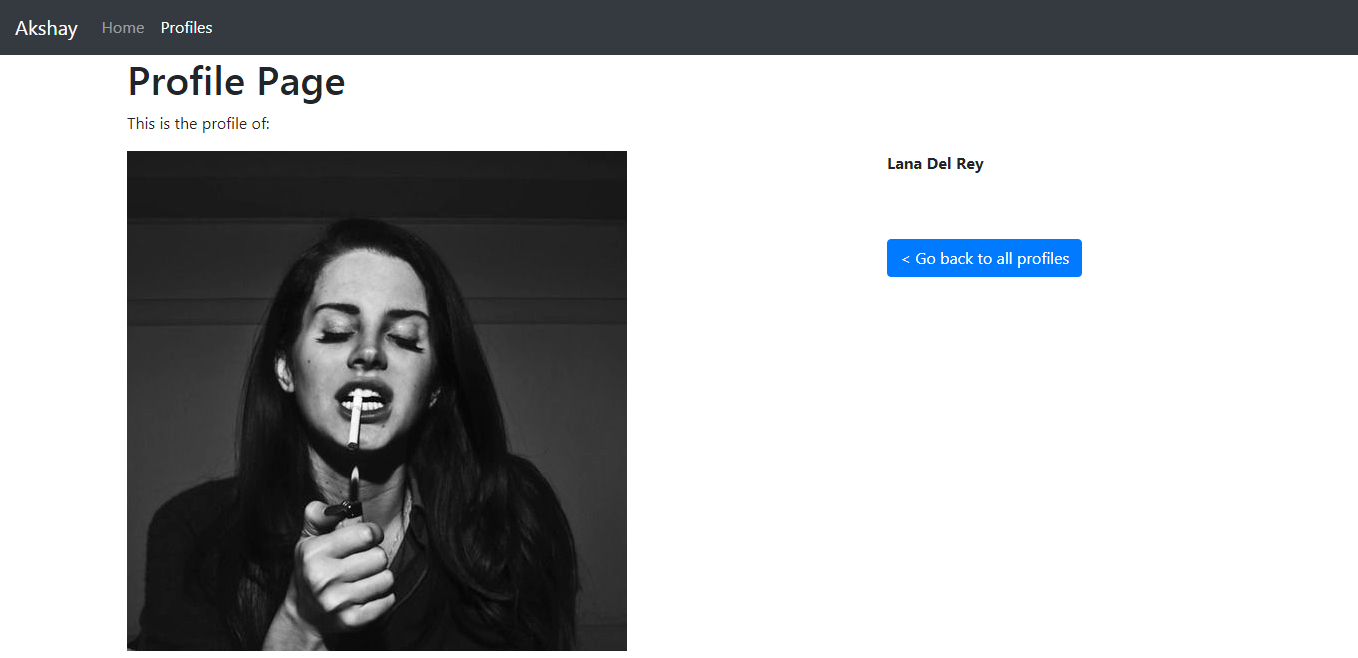 Akshay Home Profiles
Profile Page
This is the profile of:
Lana Del Rey
< Go back to all profiles